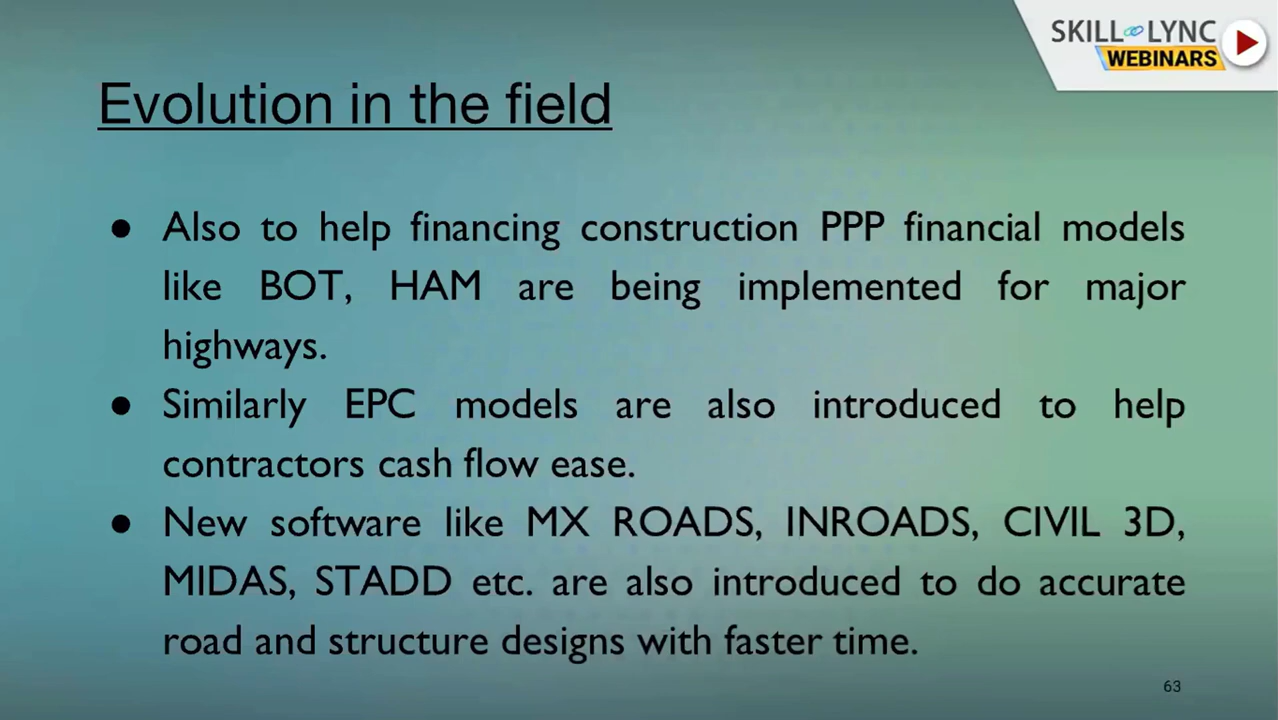 SKILL LYNC
WEBINARS
Evolution in the field
● Also to help financing construction PPP financial models
like BOT, HAM are being implemented for major
highways.
● Similarly EPC models are also introduced to help
contractors cash flow ease.
● New software like MX ROADS, INROADS, CIVIL 3D,
MIDAS, STADD etc. are also introduced to do accurate
road and structure designs with faster time.
63